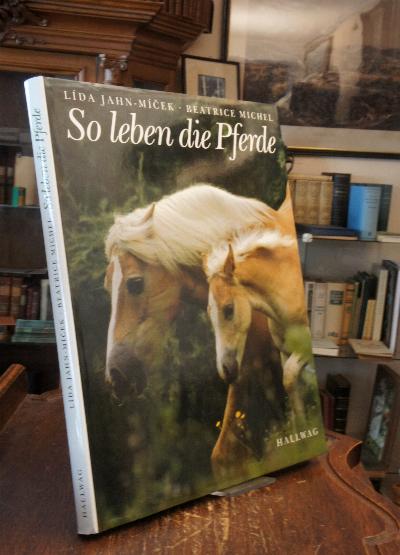 LÍDA JAHN-MÍČEK · BEATRICE MICHEL
So leben die Pferde
HALLWAG
LÍDA JAHN-MÍČEK · BEATRICE MICHEL So leben die Pferde
HALLWAG